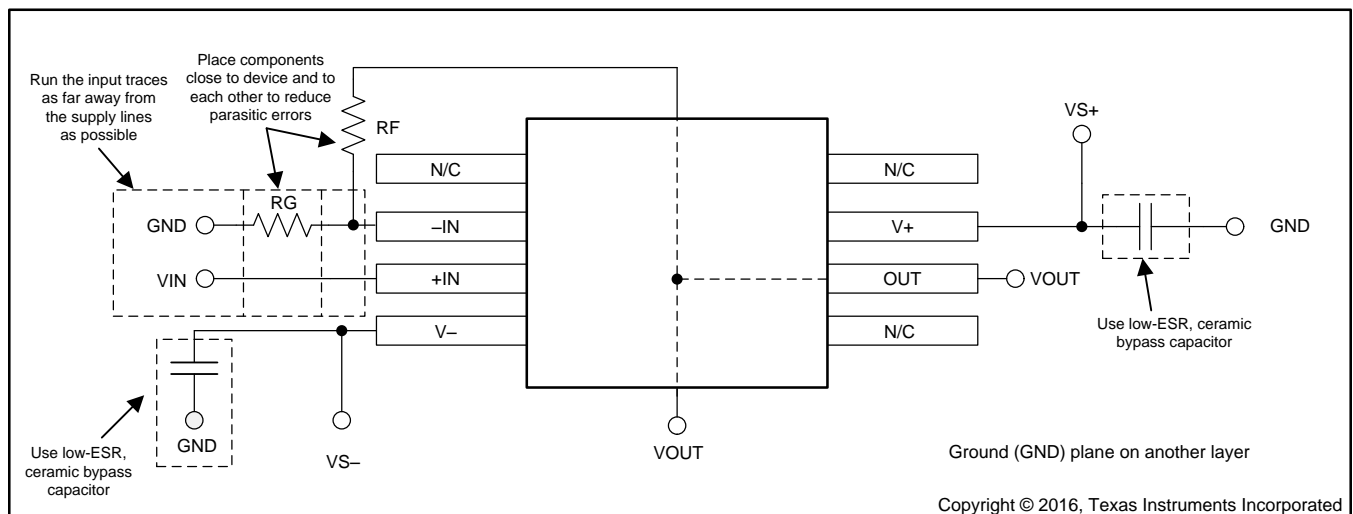 Place components
close to device and to
each other to reduce
parasitic errors
Run the input traces
as far away from
the supply lines
as possible
RF
VS+
N/C
N/C
RG
GND
–IN
V+
GND
VIN
+IN
OUT
VOUT
V–
N/C
Use low-ESR, ceramic
bypass capacitor
GND
Use low-ESR,
ceramic bypass
capacitor
VS–
VOUT
Ground (GND) plane on another layer
Copyright © 2016, Texas Instruments Incorporated